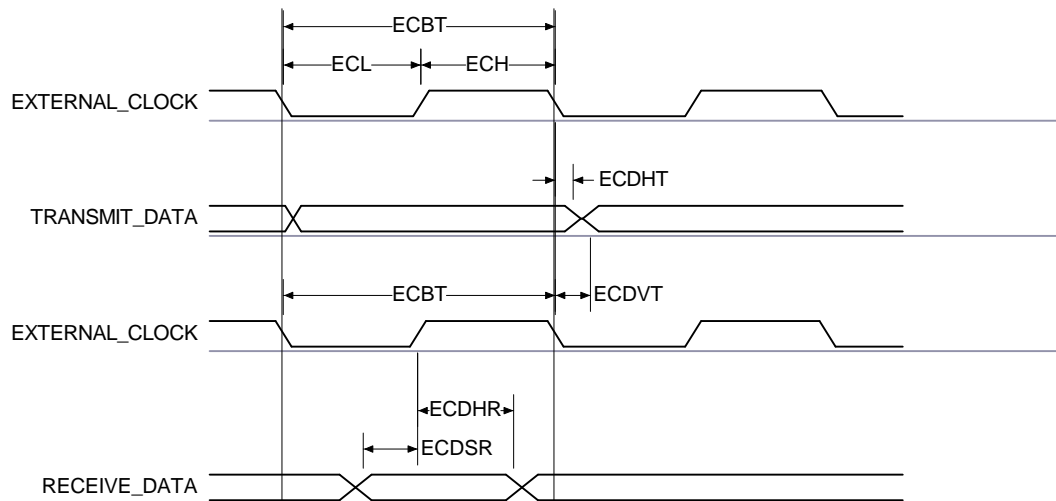 ECBT
ECL ECH
EXTERNAL_CLOCK
ECDHT
TRANSMIT_DATA
ECBT ECDVT
EXTERNAL_CLOCK
ECDHR
ECDSR
RECEIVE_DATA